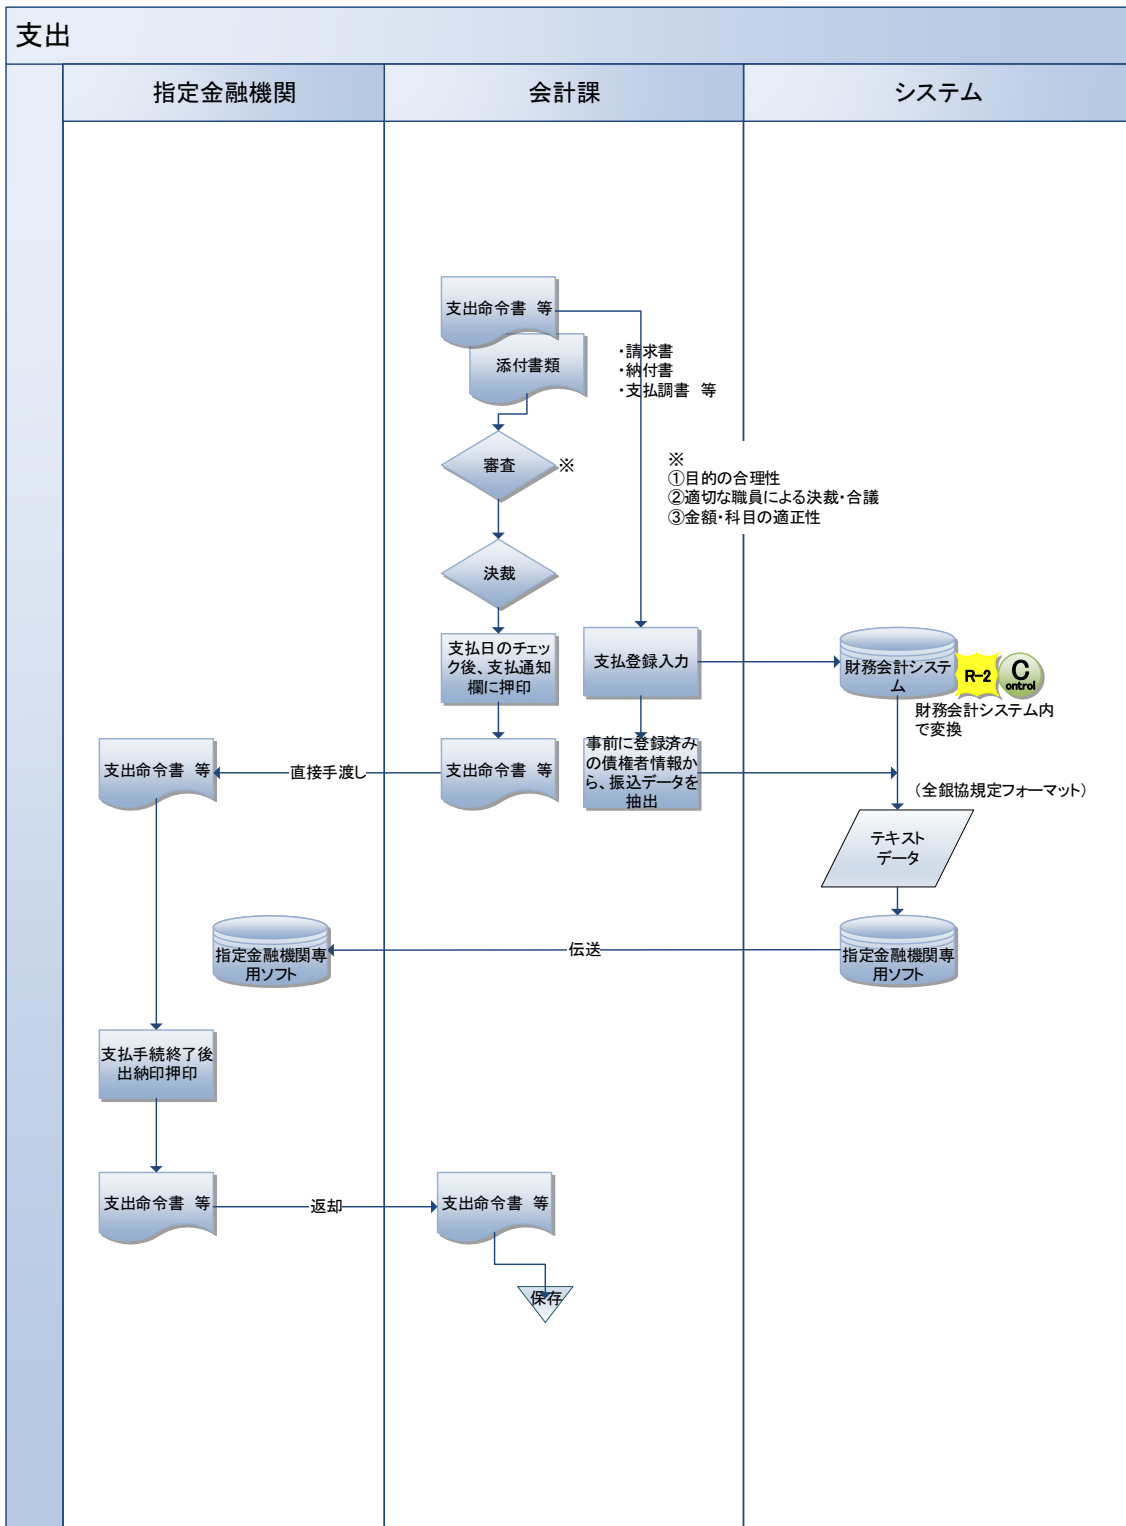 支出
指定金融機関
会計課
システム
支出命令書　等
添付書類
・請求書
・納付書
・支払調書　等
審査
※
※
①目的の合理性
②適切な職員による決裁・合議
③金額・科目の適正性
決裁
支払日のチェッ
ク後、支払通知
欄に押印
支払登録入力
財務会計システ
ム
R-2
C
ontrol
財務会計システム内
で変換
支出命令書　等
直接手渡し
支出命令書　等
事前に登録済み
の債権者情報か
ら、振込データを
抽出
（全銀協規定フォーマット）
テキスト
データ
指定金融機関専
用ソフト
伝送
指定金融機関専
用ソフト
支払手続終了後
出納印押印
支出命令書　等
返却
支出命令書　等
保存